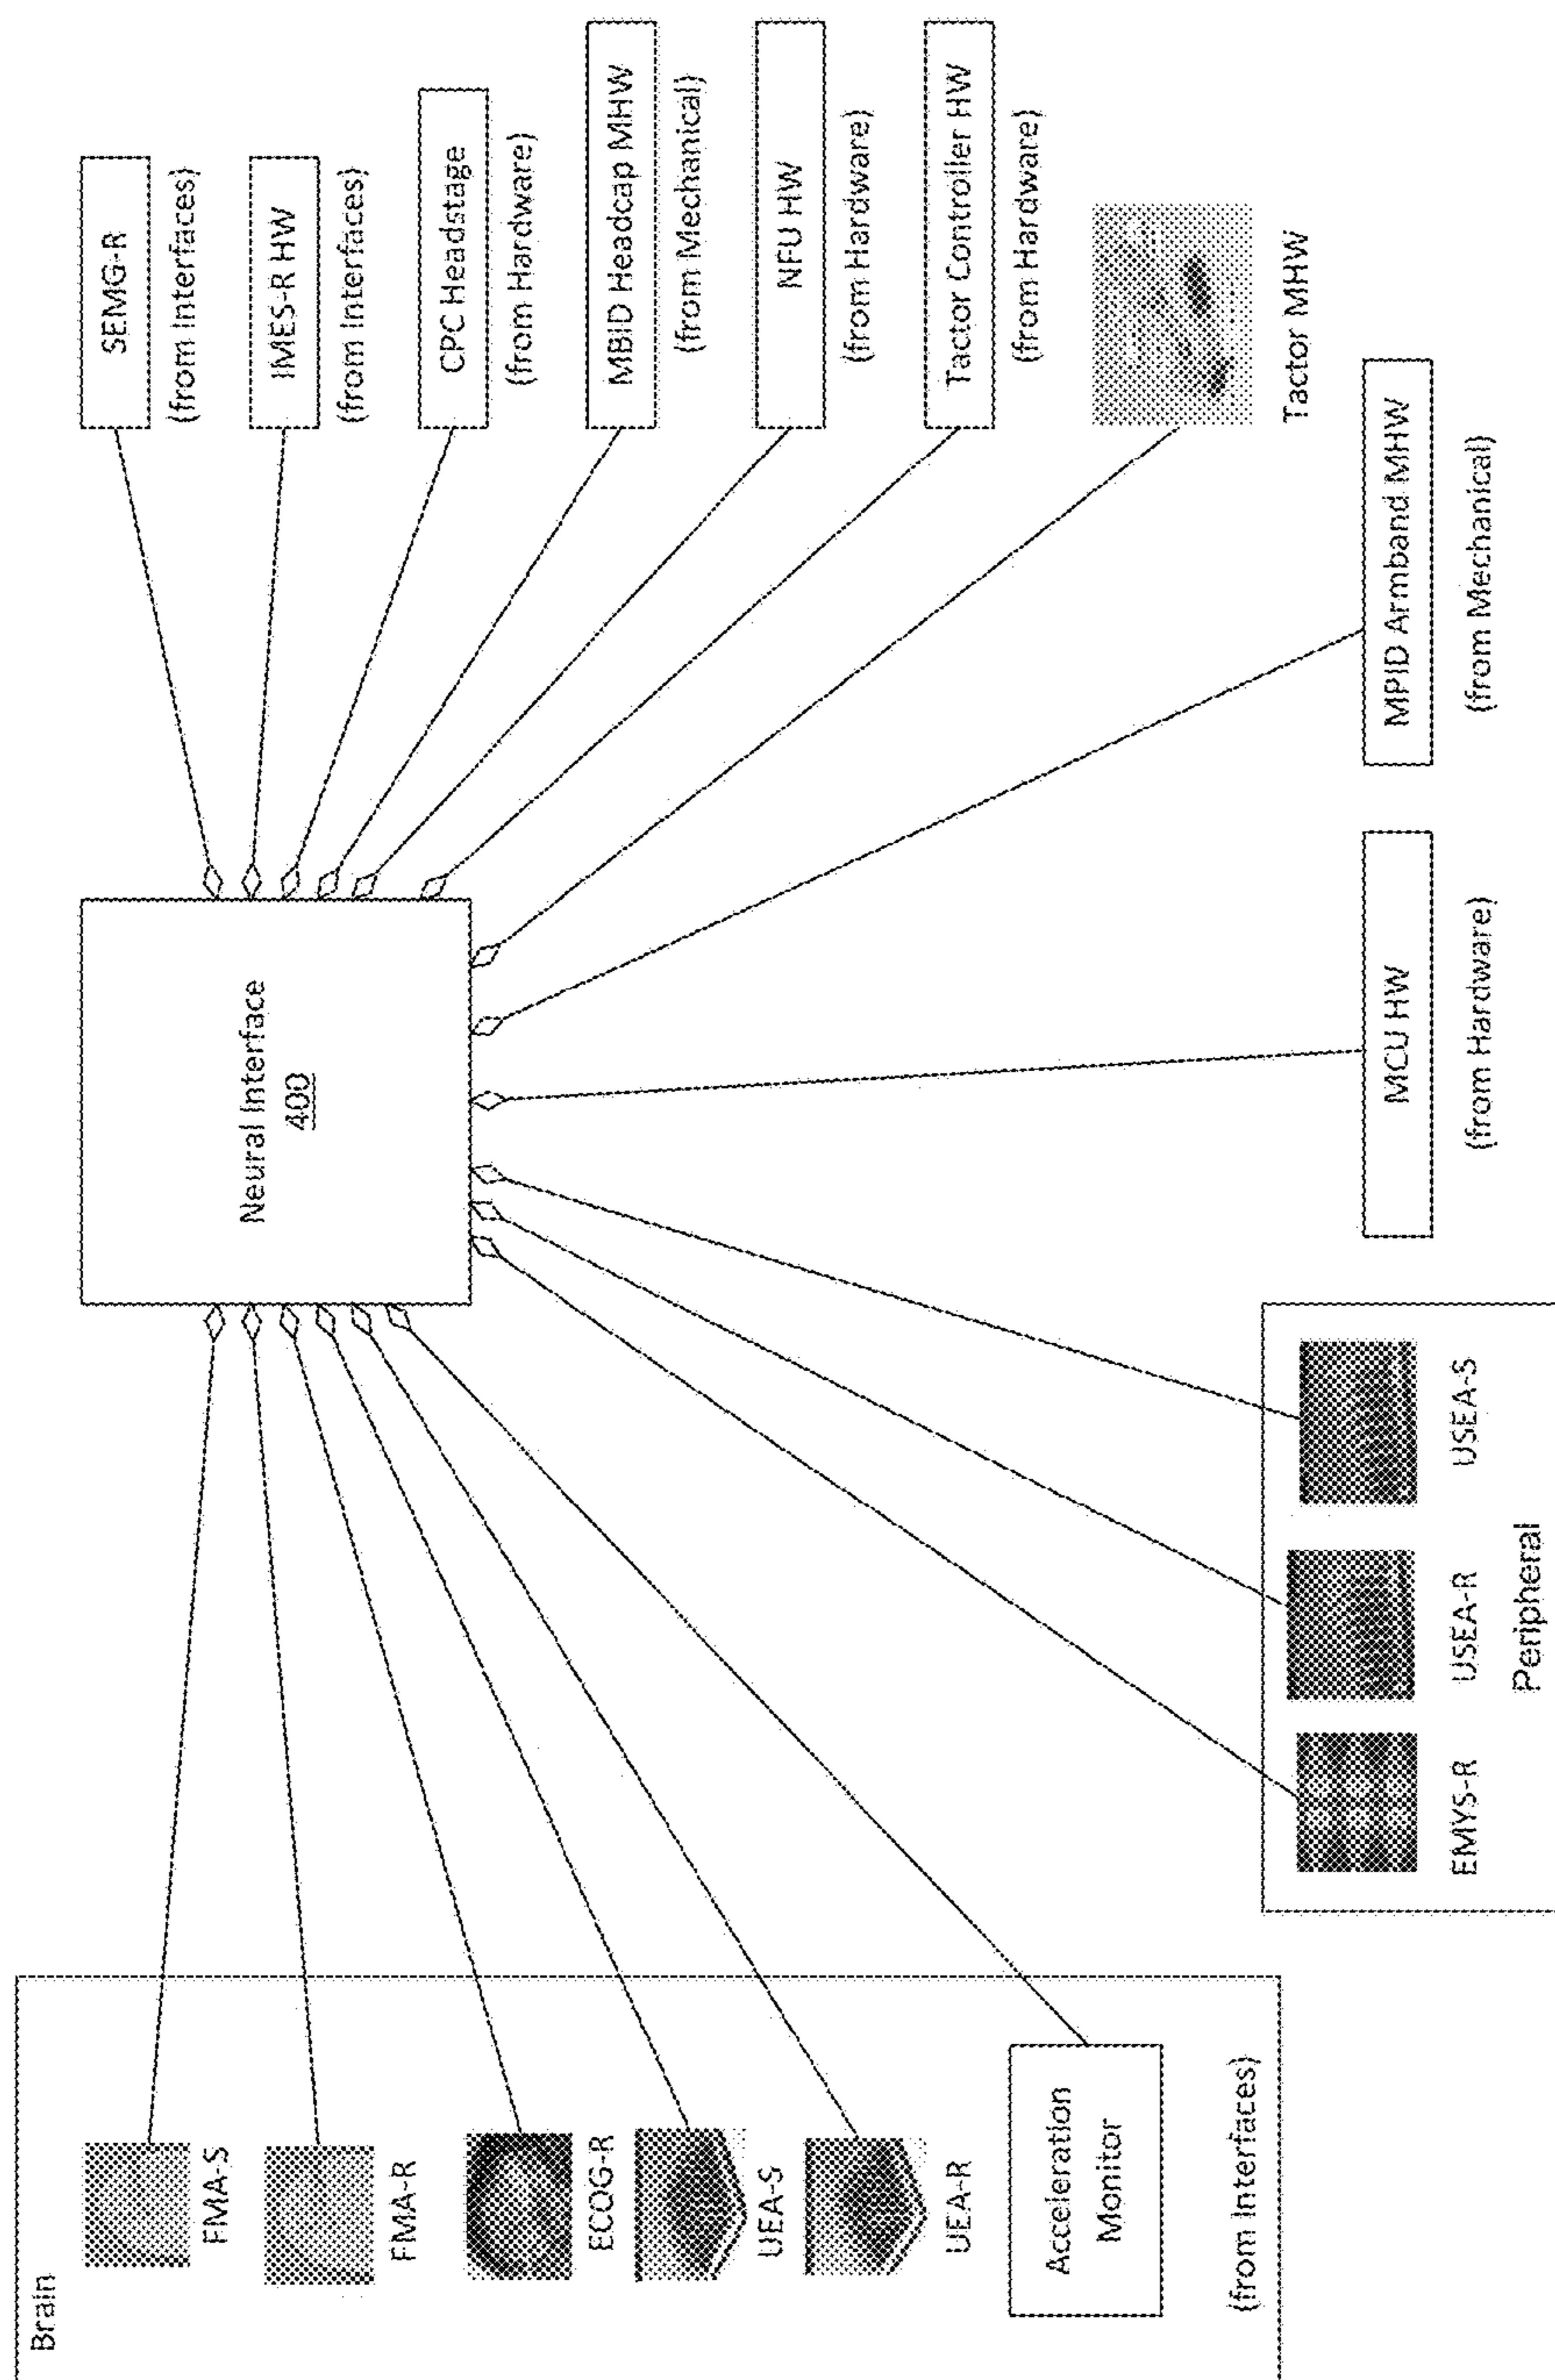 Brain
FMA-S
FMA-R
ECOG-R
UEA-S
UEA-R
Acceleration
Monitor
(from Interfaces)
Neural Interface
400
SEMG-R
(from Interfaces)
IMES-R HW
(from Interfaces)
CPC Headstage
(from Hardware)
MBID Headcap MHW
(from Mechanical)
NFU HW
(from Hardware)
Tactor Controller HW
(from Hardware)
Tactor MHW
EMYS-R
USEA-R
USEA-S
Peripheral
MCU HW
(from Hardware)
MPID Armband MHW
(from Mechanical)